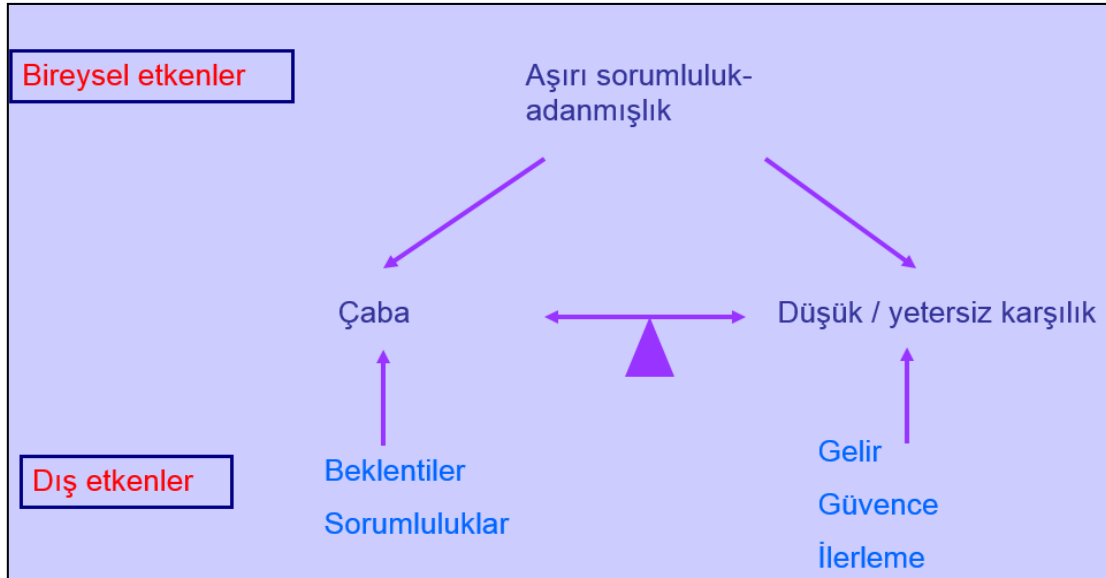 Bireysel etkenler
Aşırı sorumluluk-
adanmışlık
Çaba
Düşük / yetersiz karşılık
Dış etkenler
Beklentiler
Sorumluluklar
Gelir
Güvence
İlerleme